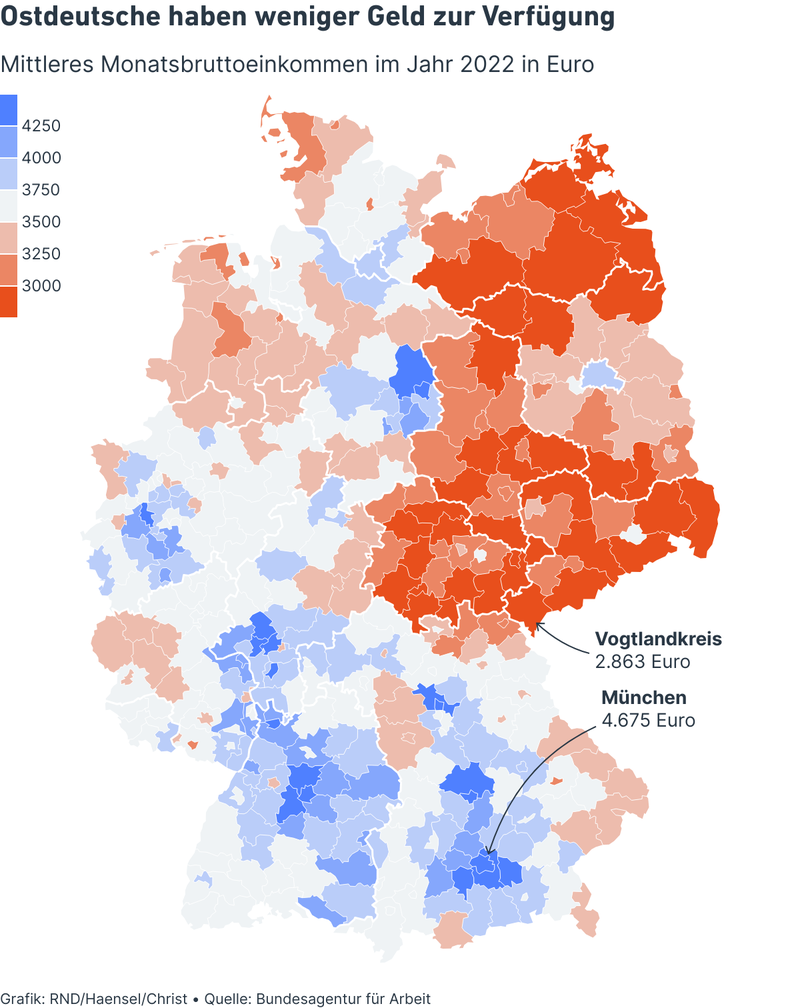 Ostdeutsche haben weniger Geld zur Verfügung
Mittleres Monatsbruttoeinkommen im Jahr 2022 in Euro
4250
4000
3750
3500
3250
3000
Vogtlandkreis
2.863 Euro
München
4.675 Euro
Grafik: RND/Haensel/Christ • Quelle: Bundesagentur für Arbeit